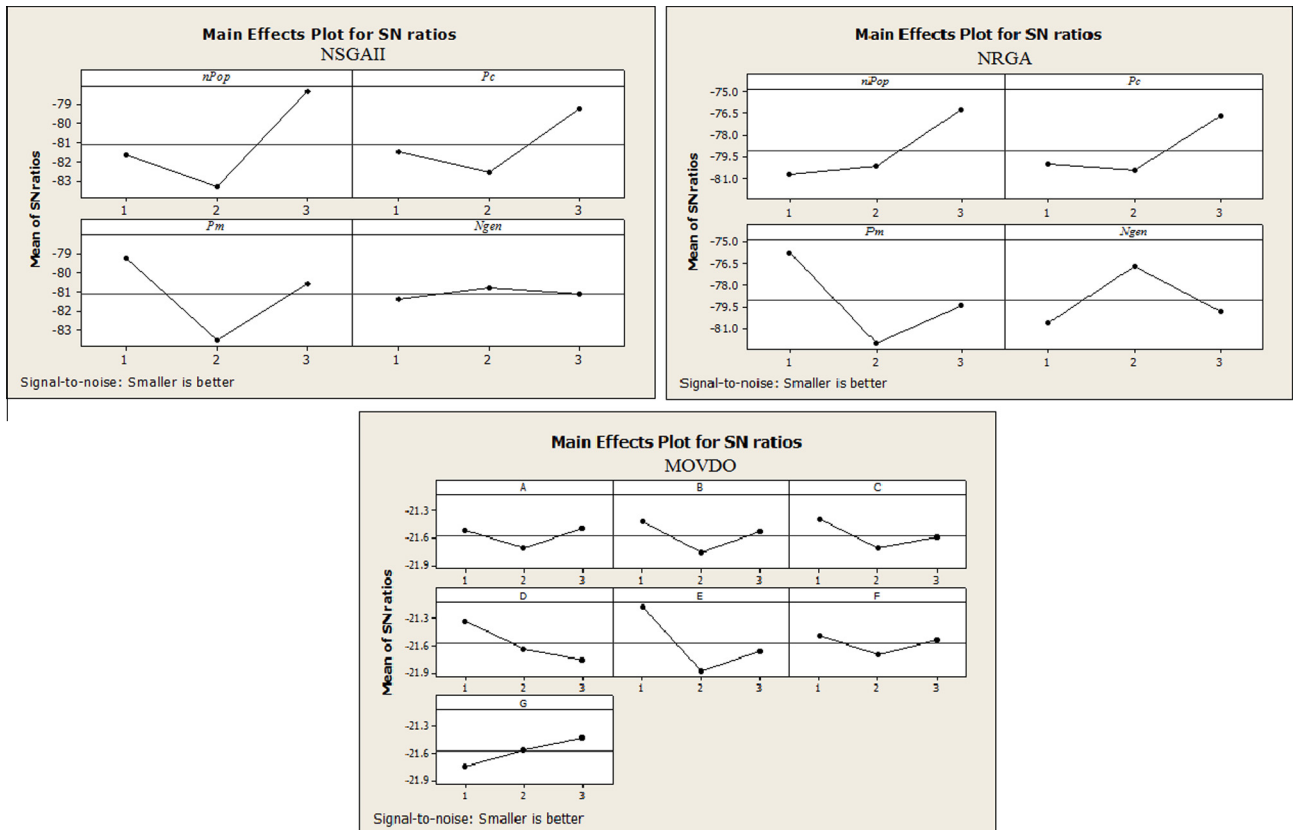 Main Effects Plot for SN ratios
NSGAII
nPop
Pc
-79
-80
-81
-82
-83
1
2
3
1
2
3
Pm
Ngen
-79
-80
-81
-82
-83
1
2
3
1
2
3
Mean of SN ratios
Signal-to-noise: Smaller is better
Main Effects Plot for SN ratios
NRGA
nPop
Pc
-75.0
-76.5
-78.0
-79.5
-81.0
1
2
3
1
2
3
Pm
Ngen
-75.0
-76.5
-78.0
-79.5
-81.0
1
2
3
1
2
3
Mean of SN ratios
Signal-to-noise: Smaller is better
Main Effects Plot for SN ratios
MOVDO
A
B
C
-21.3
-21.6
-21.9
1
2
3
1
2
3
1
2
3
D
E
F
-21.3
-21.6
-21.9
1
2
3
1
2
3
1
2
3
G
-21.3
-21.6
-21.9
1
2
3
Mean of SN ratios
Signal-to-noise: Smaller is better